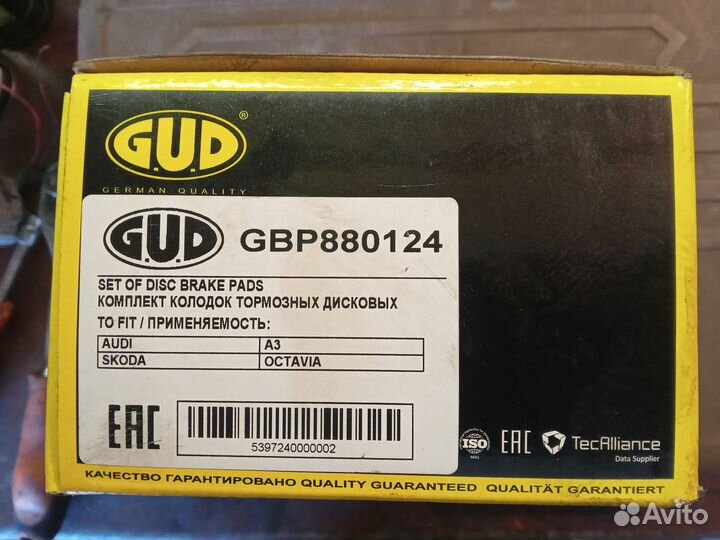 G.U.D®
GERMAN QUALITY
G.U.D GBP880124
SET OF DISC BRAKE PADS
КОМПЛЕКТ КОЛОДОК ТОРМОЗНЫХ ДИСКОВЫХ
TO FIT / ПРИМЕНЯЕМОСТЬ:
AUDI A3
SKODA OCTAVIA
EAC
5397240000002
ISO 9001 EAC TecAlliance
Data Supplier
КАЧЕСТВО ГАРАНТИРОВАНО QUALITY GUARANTEED QUALITÄT GARANTIERT
Avito